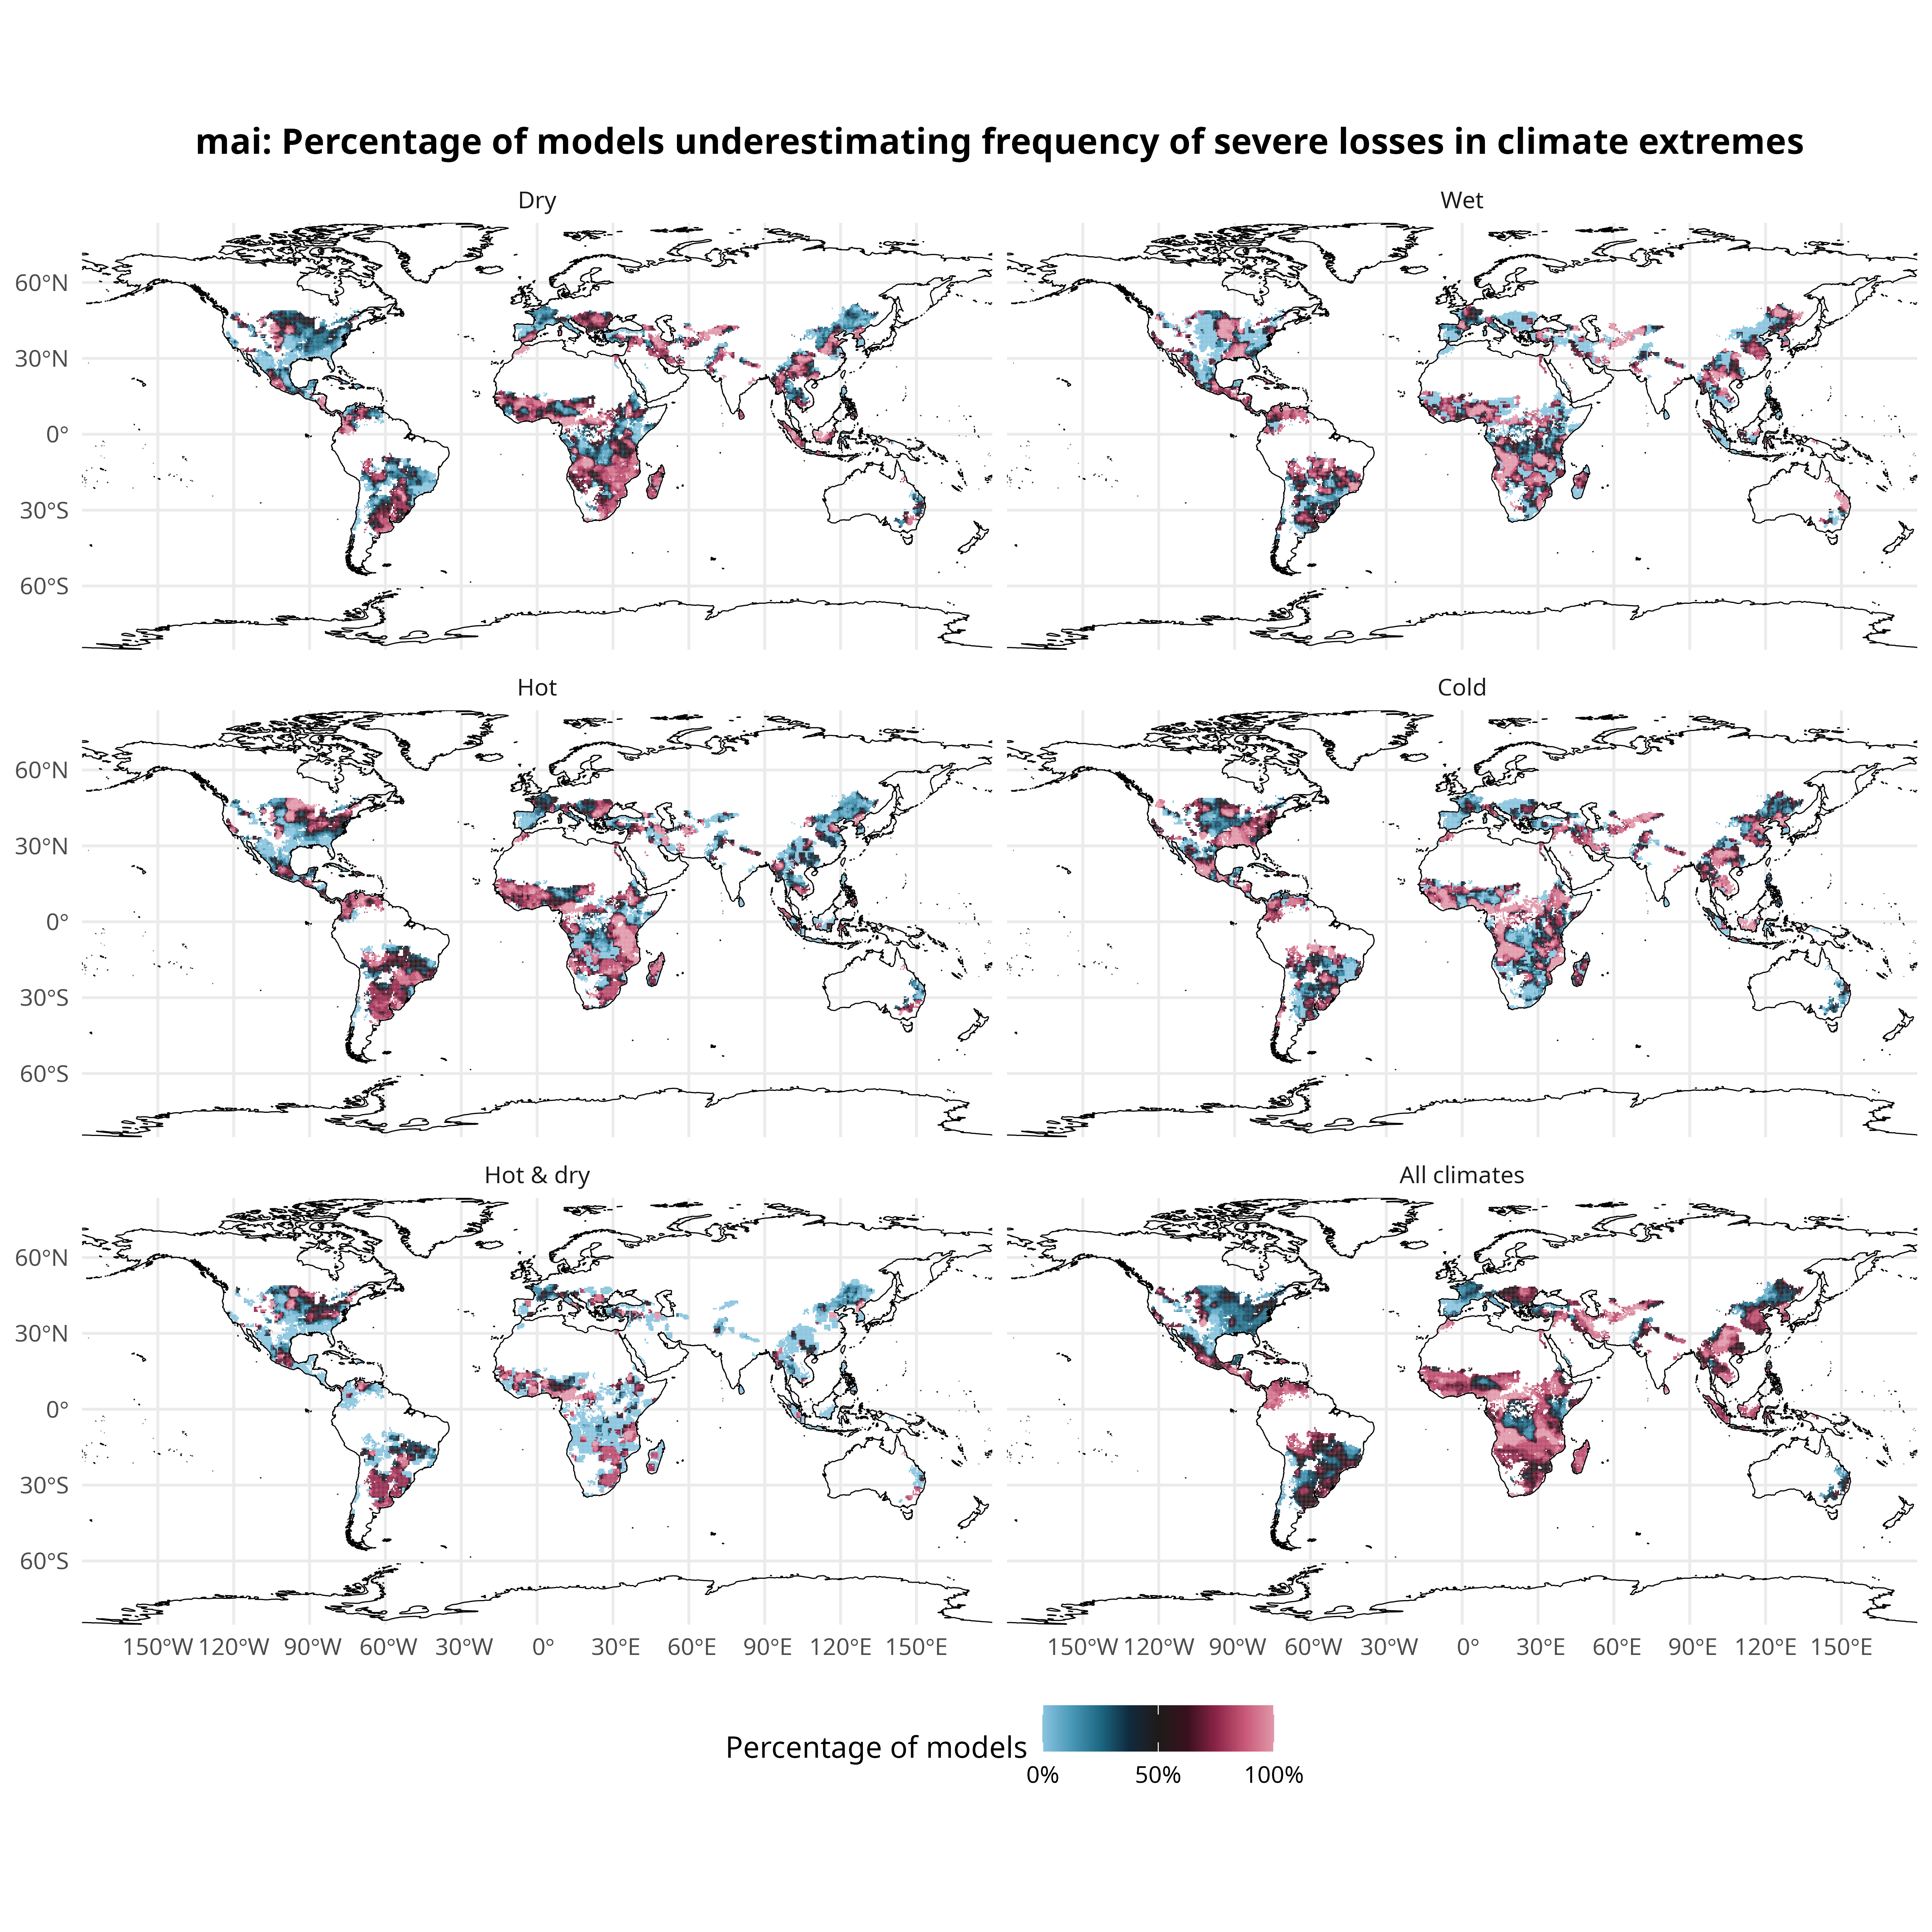 mai: Percentage of models underestimating frequency of severe losses in climate extremes
Dry
Wet
60°N
30°N
0°
30°S
60°S
Hot
Cold
60°N
30°N
0°
30°S
60°S
Hot & dry
All climates
60°N
30°N
0°
30°S
60°S
150°W 120°W 90°W 60°W 30°W 0° 30°E 60°E 90°E 120°E 150°E
150°W 120°W 90°W 60°W 30°W 0° 30°E 60°E 90°E 120°E 150°E
Percentage of models
0% 50% 100%